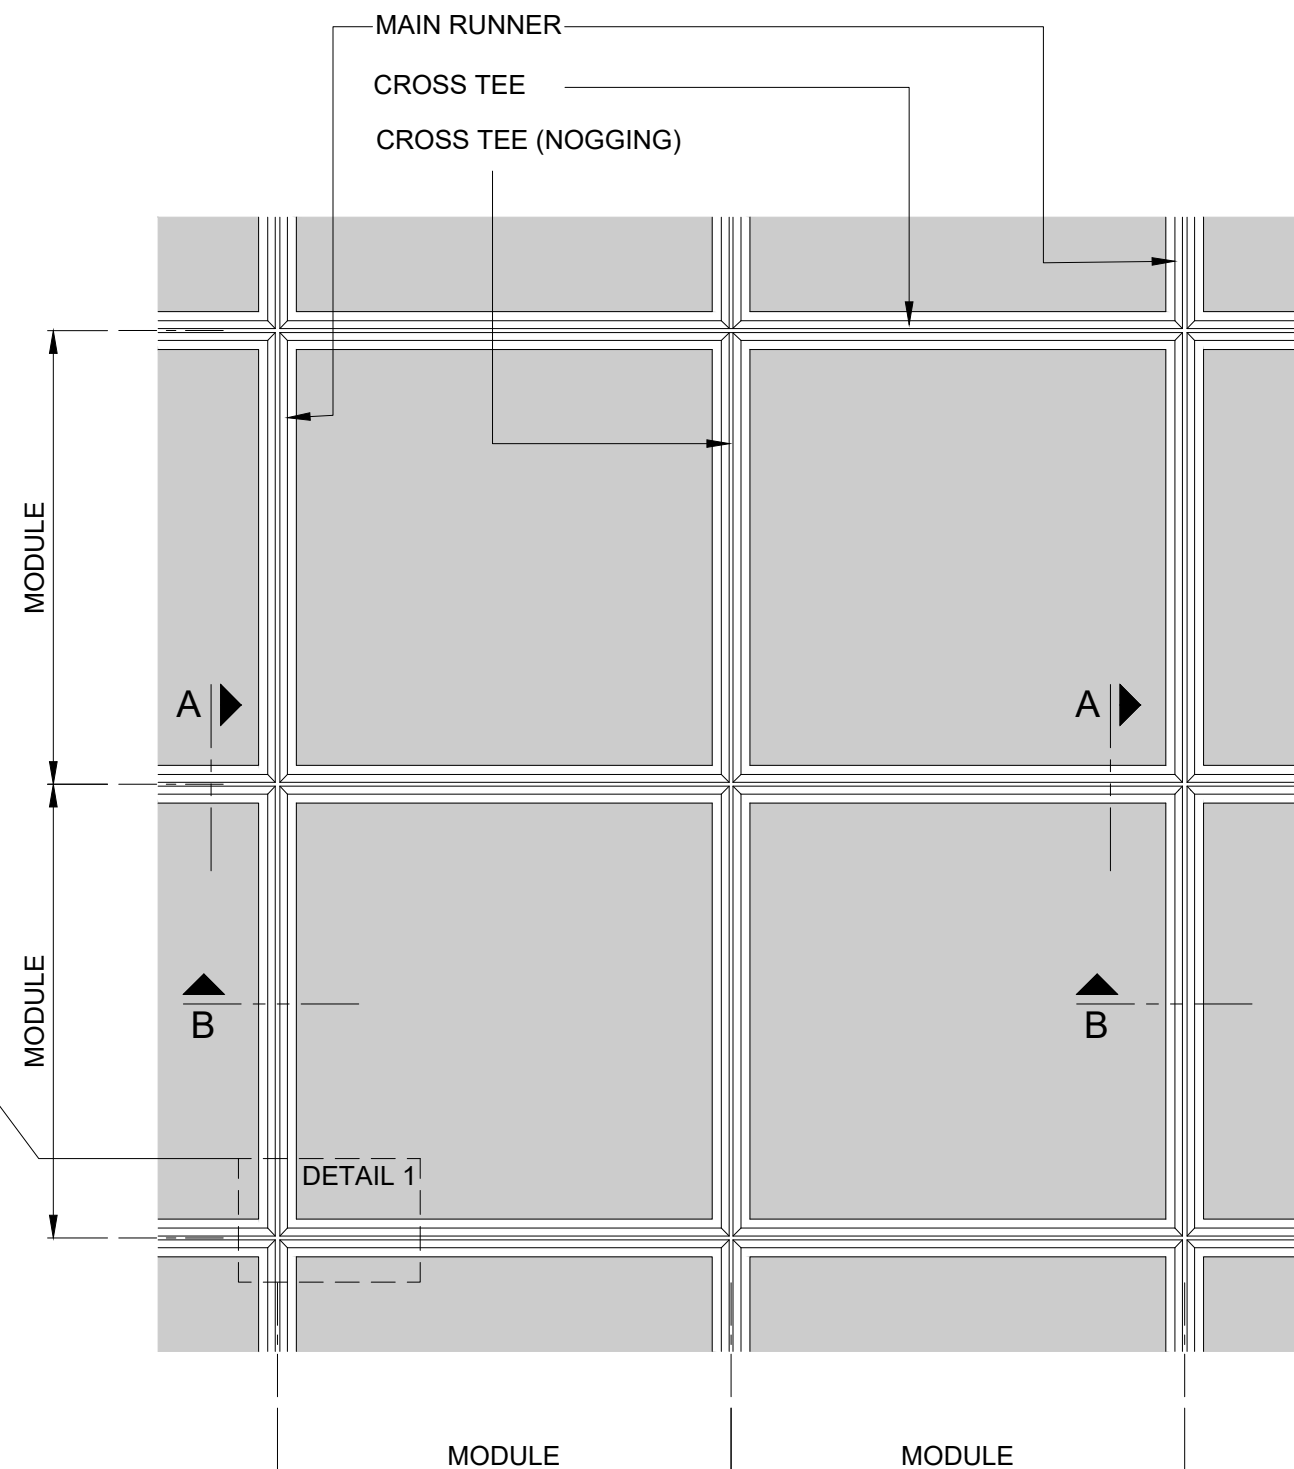 MAIN RUNNER
CROSS TEE
CROSS TEE (NOGGING)
MODULE
A
A
MODULE
B
B
DETAIL 1
MODULE
MODULE